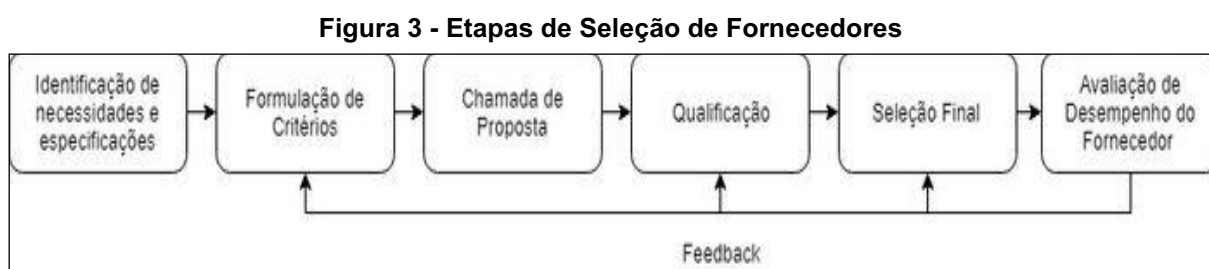 Figura 3 - Etapas de Seleção de Fornecedores
Identificação de
necessidades e
especificações
Formulação de
Critérios
Chamada de
Proposta
Qualificação
Seleção Final
Avaliação de
Desempenho do
Fornecedor
Feedback